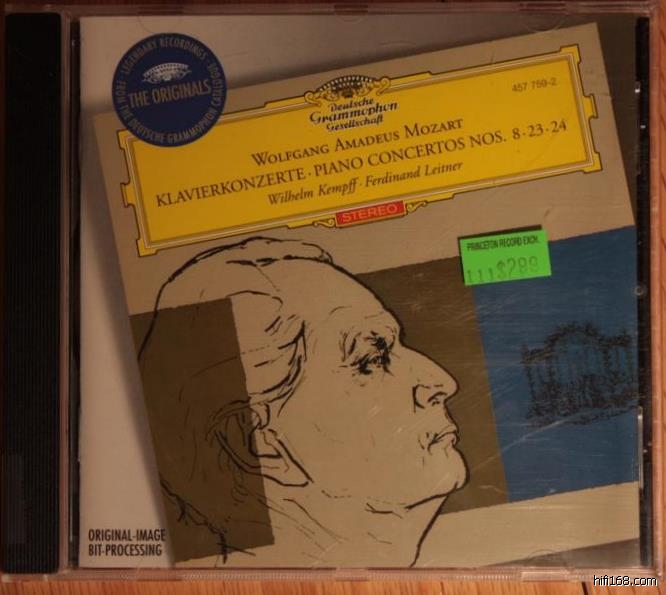 LEGENDARY RECORDINGS ·
THE ORIGINALS
FROM THE DEUTSCHE GRAMMOPHON CATALOGUE ·
457 759-2
Deutsche
Grammophon
Gesellschaft
WOLFGANG AMADEUS MOZART
KLAVIERKONZERTE · PIANO CONCERTOS NOS. 8·23·24
Wilhelm Kempff · Ferdinand Leitner
STEREO
PRINCETON RECORD EXCH.
111$2.99
ORIGINAL-IMAGE
BIT-PROCESSING
hifi168.com